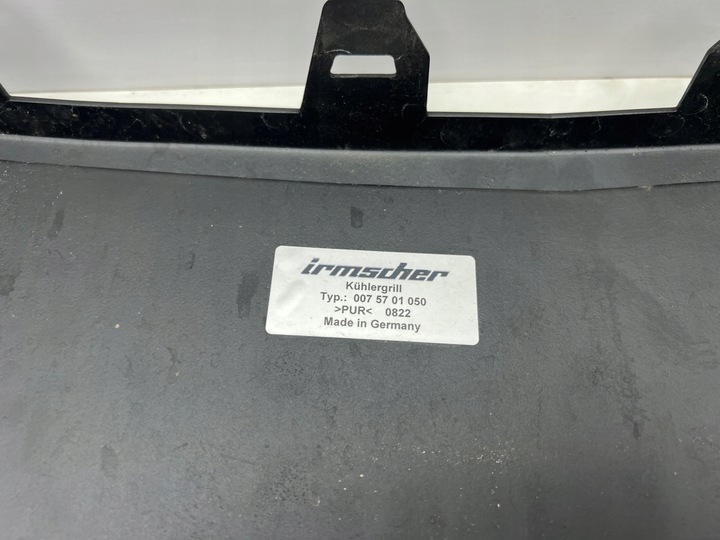 irmscher
Kühlergrill
Typ.: 007 57 01 050
>PUR< 0822
Made in Germany